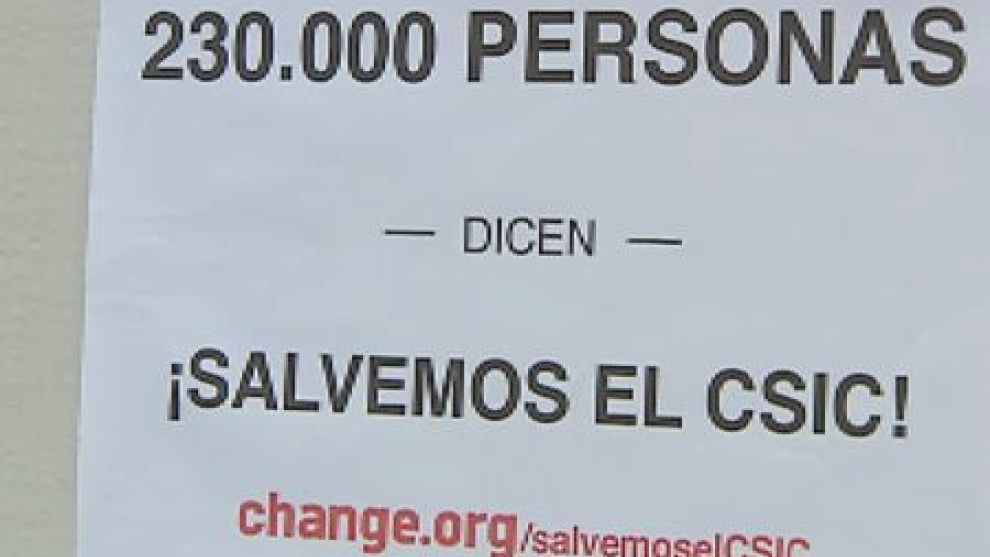 230.000 PERSONAS
— DICEN —
¡SALVEMOS EL CSIC!
change.org/salvemoselCSIC